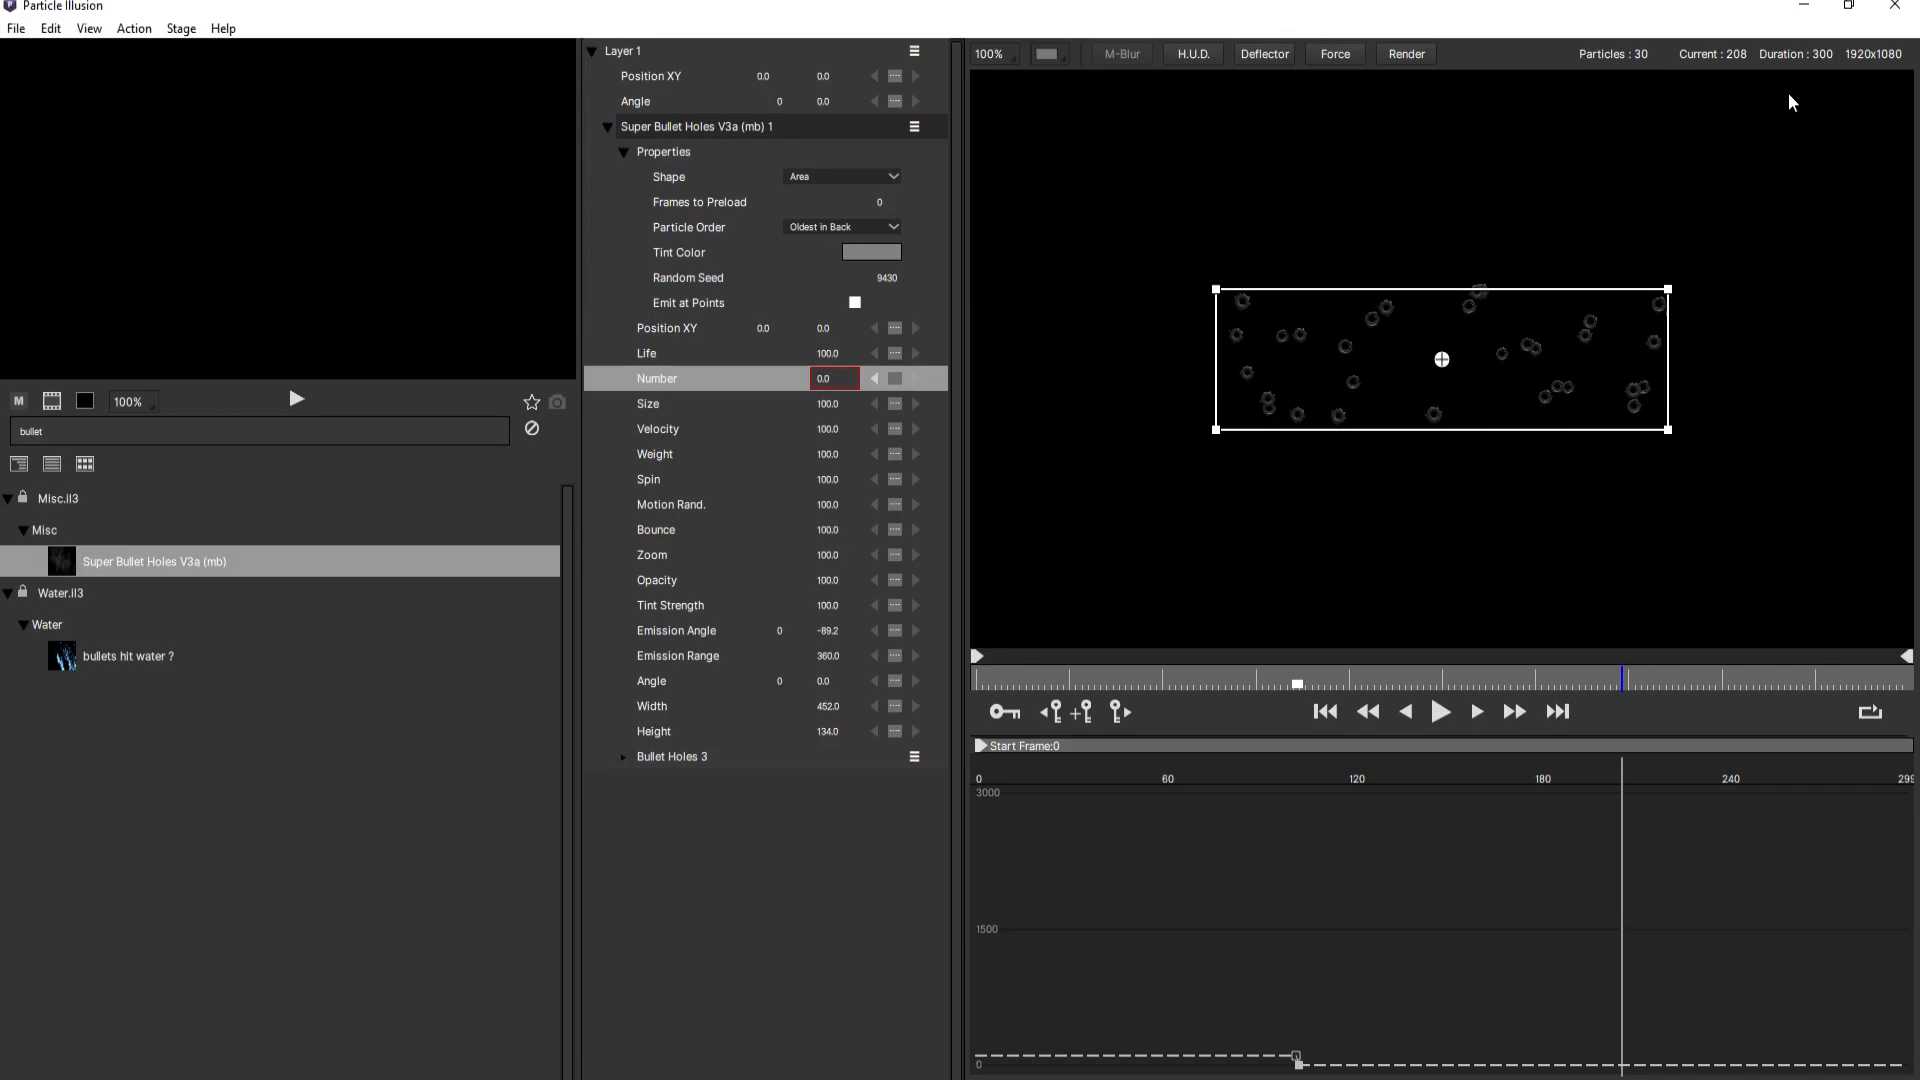 Particle Illusion
File Edit View Action Stage Help
M 100%
bullet
Misc.il3
Misc
Super Bullet Holes V3a (mb)
Water.il3
Water
bullets hit water ?
Layer 1
Position XY 0.0 0.0
Angle 0 0.0
Super Bullet Holes V3a (mb) 1
Properties
Shape Area
Frames to Preload 0
Particle Order Oldest in Back
Tint Color
Random Seed 9430
Emit at Points
Position XY 0.0 0.0
Life 100.0
Number 0.0
Size 100.0
Velocity 100.0
Weight 100.0
Spin 100.0
Motion Rand. 100.0
Bounce 100.0
Zoom 100.0
Opacity 100.0
Tint Strength 100.0
Emission Angle 0 -89.2
Emission Range 360.0
Angle 0 0.0
Width 452.0
Height 134.0
Bullet Holes 3
100% M-Blur H.U.D. Deflector Force Render Particles : 30 Current : 208 Duration : 300 1920x1080
Start Frame:0
0 60 120 180 240 299
3000
1500
0